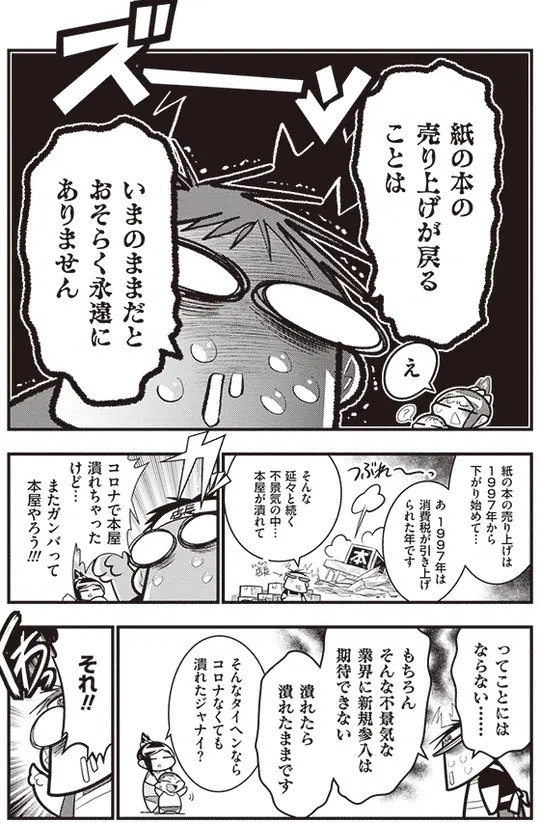 ズーーッ
紙の本の
売り上げが戻る
ことは
え
いまのままだと
おそらく永遠に
ありません
紙の本の売り上げは
1997年から
下がり始めて…
あ 1997年は
消費税が引き上げ
られた年です
つぶれ〜っ
本
店長
そんな
延々と続く
不景気の中…
本屋が潰れて
店長
コロナで本屋
潰れちゃった
けど…
またガンバって
本屋やろう!!!
ってことには
ならない……
もちろん
そんな不景気な
業界に新規参入は
期待できない
潰れたら
潰れたままです
そんなタイヘンなら
コロナなくても
潰れたジャナイ?
それ!!
くわっ